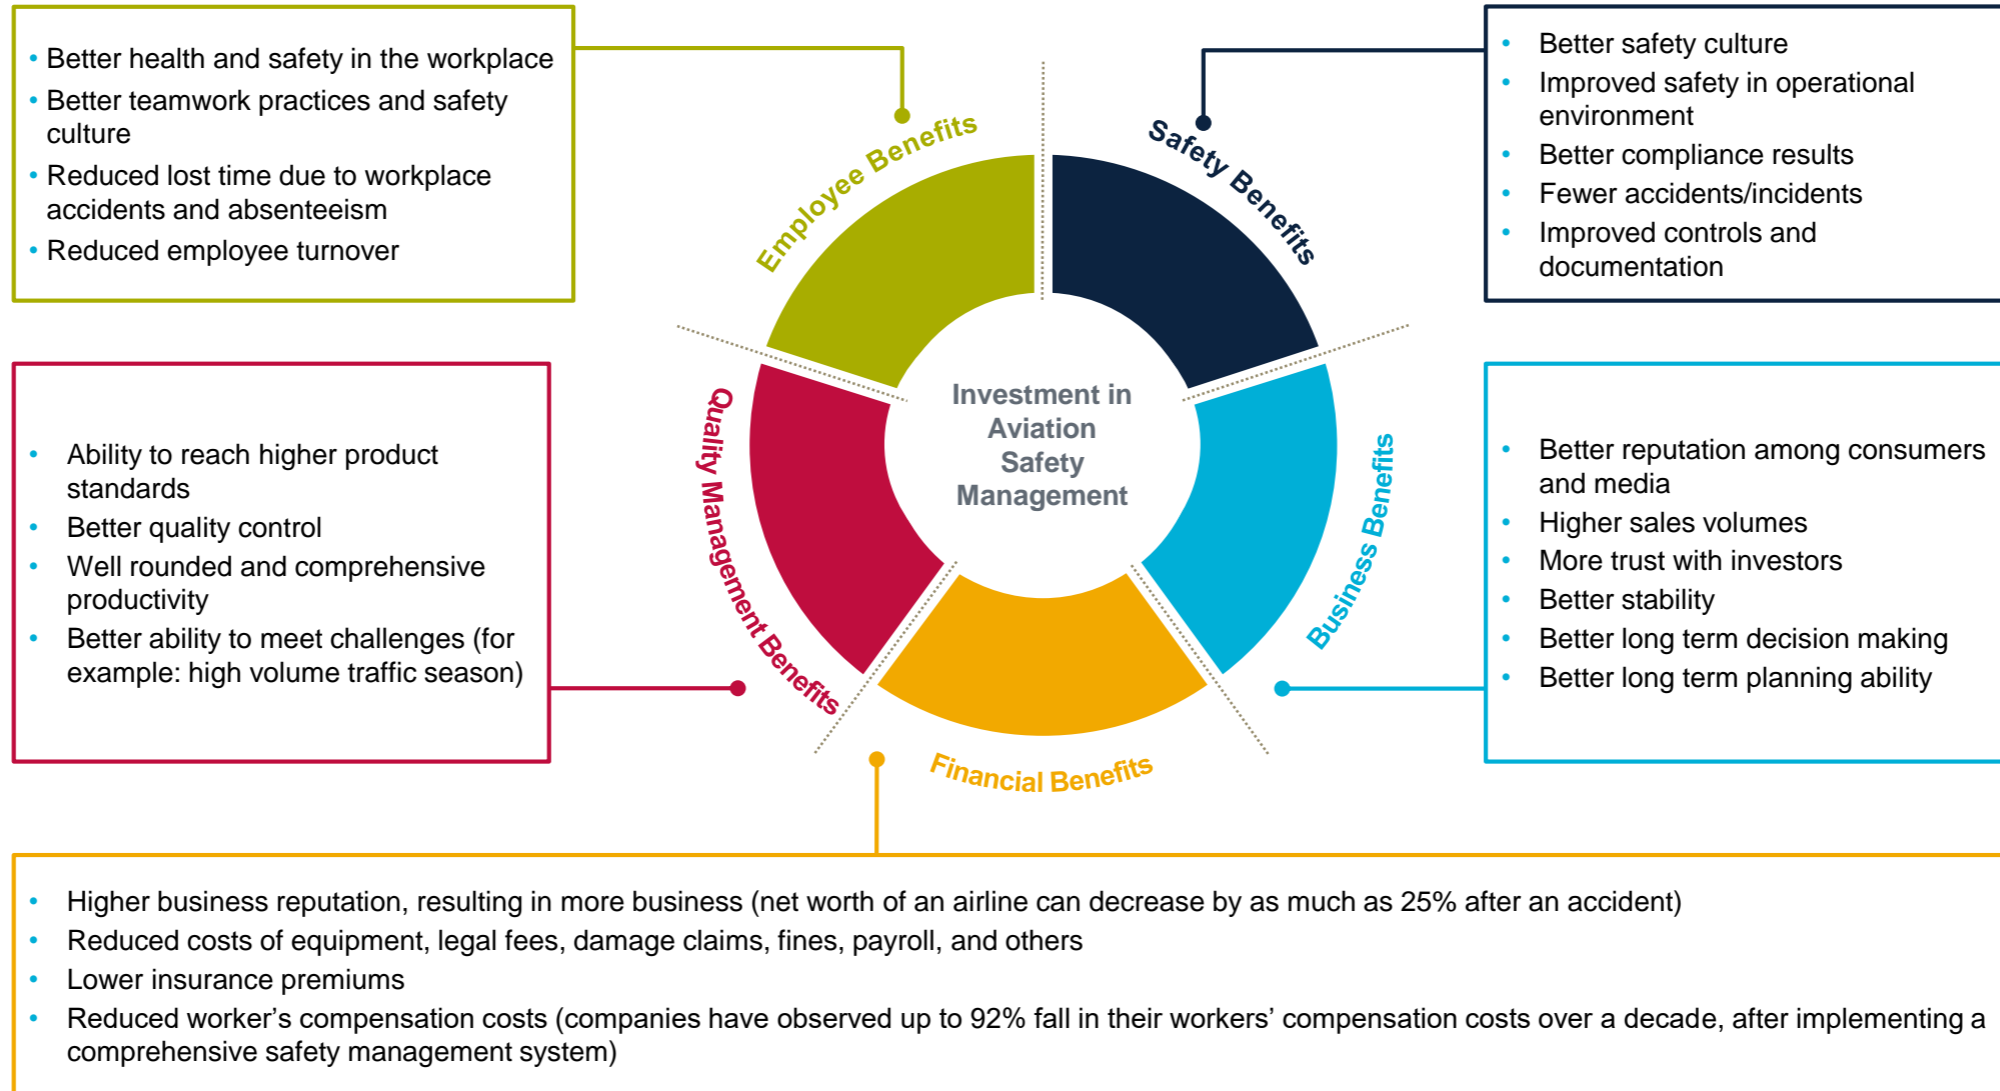 • Better health and safety in the workplace
• Better teamwork practices and safety
culture
• Reduced lost time due to workplace
accidents and absenteeism
• Reduced employee turnover
Employee Benefits
Safety Benefits
• Better safety culture
• Improved safety in operational
environment
• Better compliance results
• Fewer accidents/incidents
• Improved controls and
documentation
• Ability to reach higher product
standards
• Better quality control
• Well rounded and comprehensive
productivity
• Better ability to meet challenges (for
example: high volume traffic season)
Quality Management Benefits
Investment in
Aviation
Safety
Management
Business Benefits
• Better reputation among consumers
and media
• Higher sales volumes
• More trust with investors
• Better stability
• Better long term decision making
• Better long term planning ability
Financial Benefits
• Higher business reputation, resulting in more business (net worth of an airline can decrease by as much as 25% after an accident)
• Reduced costs of equipment, legal fees, damage claims, fines, payroll, and others
• Lower insurance premiums
• Reduced worker’s compensation costs (companies have observed up to 92% fall in their workers’ compensation costs over a decade, after implementing a
comprehensive safety management system)